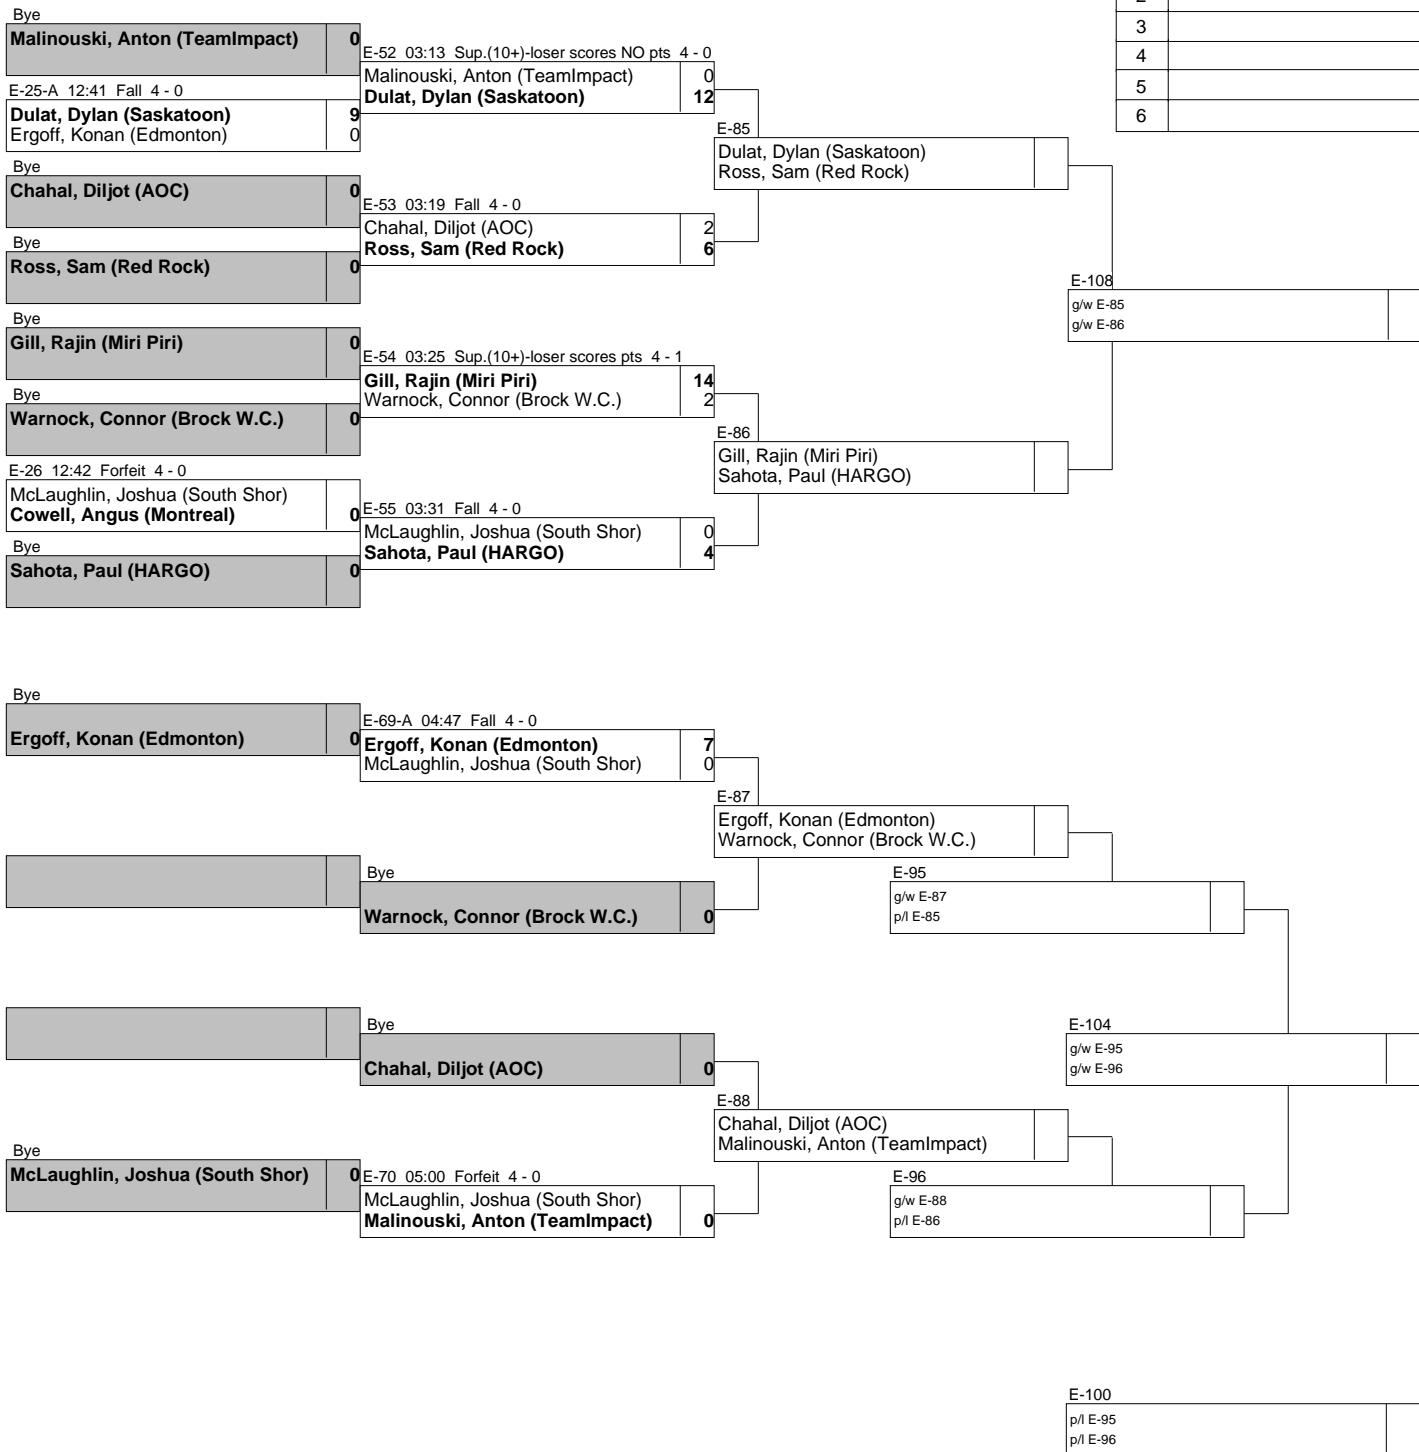 Bye
Malinouski, Anton (TeamImpact) 0
E-25-A 12:41 Fall 4 - 0
Dulat, Dylan (Saskatoon) 9
Ergoff, Konan (Edmonton) 0
Bye
Chahal, Diljot (AOC) 0
Bye
Ross, Sam (Red Rock) 0
Bye
Gill, Rajin (Miri Piri) 0
Bye
Warnock, Connor (Brock W.C.) 0
E-26 12:42 Forfeit 4 - 0
McLaughlin, Joshua (South Shor)
Cowell, Angus (Montreal) 0
Bye
Sahota, Paul (HARGO) 0
E-52 03:13 Sup.(10+)-loser scores NO pts 4 - 0
Malinouski, Anton (TeamImpact) 0
Dulat, Dylan (Saskatoon) 12
E-53 03:19 Fall 4 - 0
Chahal, Diljot (AOC) 2
Ross, Sam (Red Rock) 6
E-54 03:25 Sup.(10+)-loser scores pts 4 - 1
Gill, Rajin (Miri Piri) 14
Warnock, Connor (Brock W.C.) 2
E-55 03:31 Fall 4 - 0
McLaughlin, Joshua (South Shor) 0
Sahota, Paul (HARGO) 4
E-85
Dulat, Dylan (Saskatoon)
Ross, Sam (Red Rock)
E-86
Gill, Rajin (Miri Piri)
Sahota, Paul (HARGO)
E-108
g/w E-85
g/w E-86
3
4
5
6
Bye
Ergoff, Konan (Edmonton) 0
Bye
McLaughlin, Joshua (South Shor) 0
E-69-A 04:47 Fall 4 - 0
Ergoff, Konan (Edmonton) 7
McLaughlin, Joshua (South Shor) 0
Bye
Warnock, Connor (Brock W.C.) 0
Bye
Chahal, Diljot (AOC) 0
E-70 05:00 Forfeit 4 - 0
McLaughlin, Joshua (South Shor)
Malinouski, Anton (TeamImpact) 0
E-87
Ergoff, Konan (Edmonton)
Warnock, Connor (Brock W.C.)
E-88
Chahal, Diljot (AOC)
Malinouski, Anton (TeamImpact)
E-95
g/w E-87
p/l E-85
E-96
g/w E-88
p/l E-86
E-104
g/w E-95
g/w E-96
E-100
p/l E-95
p/l E-96